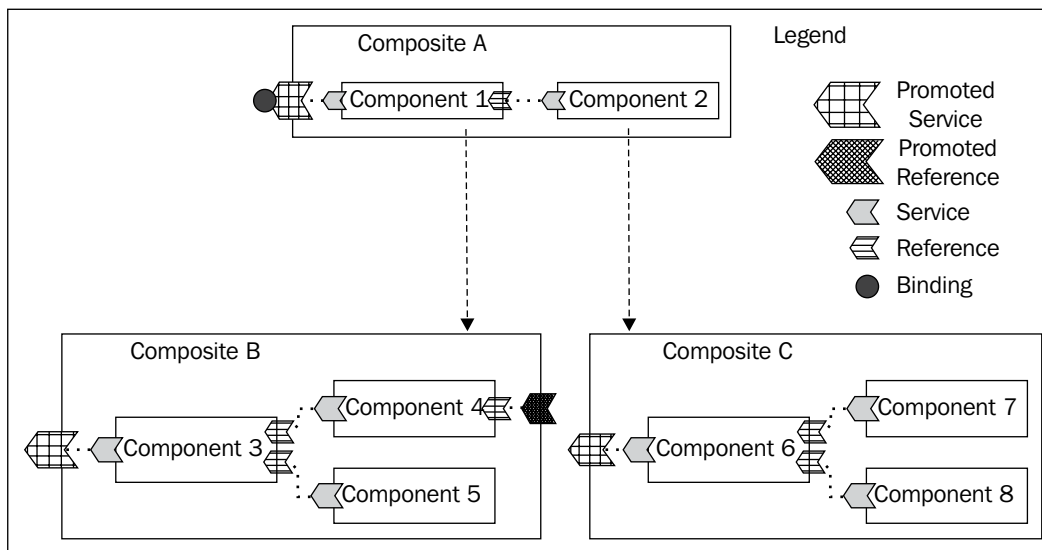 Composite A
Component 1
Component 2
Legend
Promoted
Service
Promoted
Reference
Service
Reference
Binding
Composite B
Component 3
Component 4
Component 5
Composite C
Component 6
Component 7
Component 8